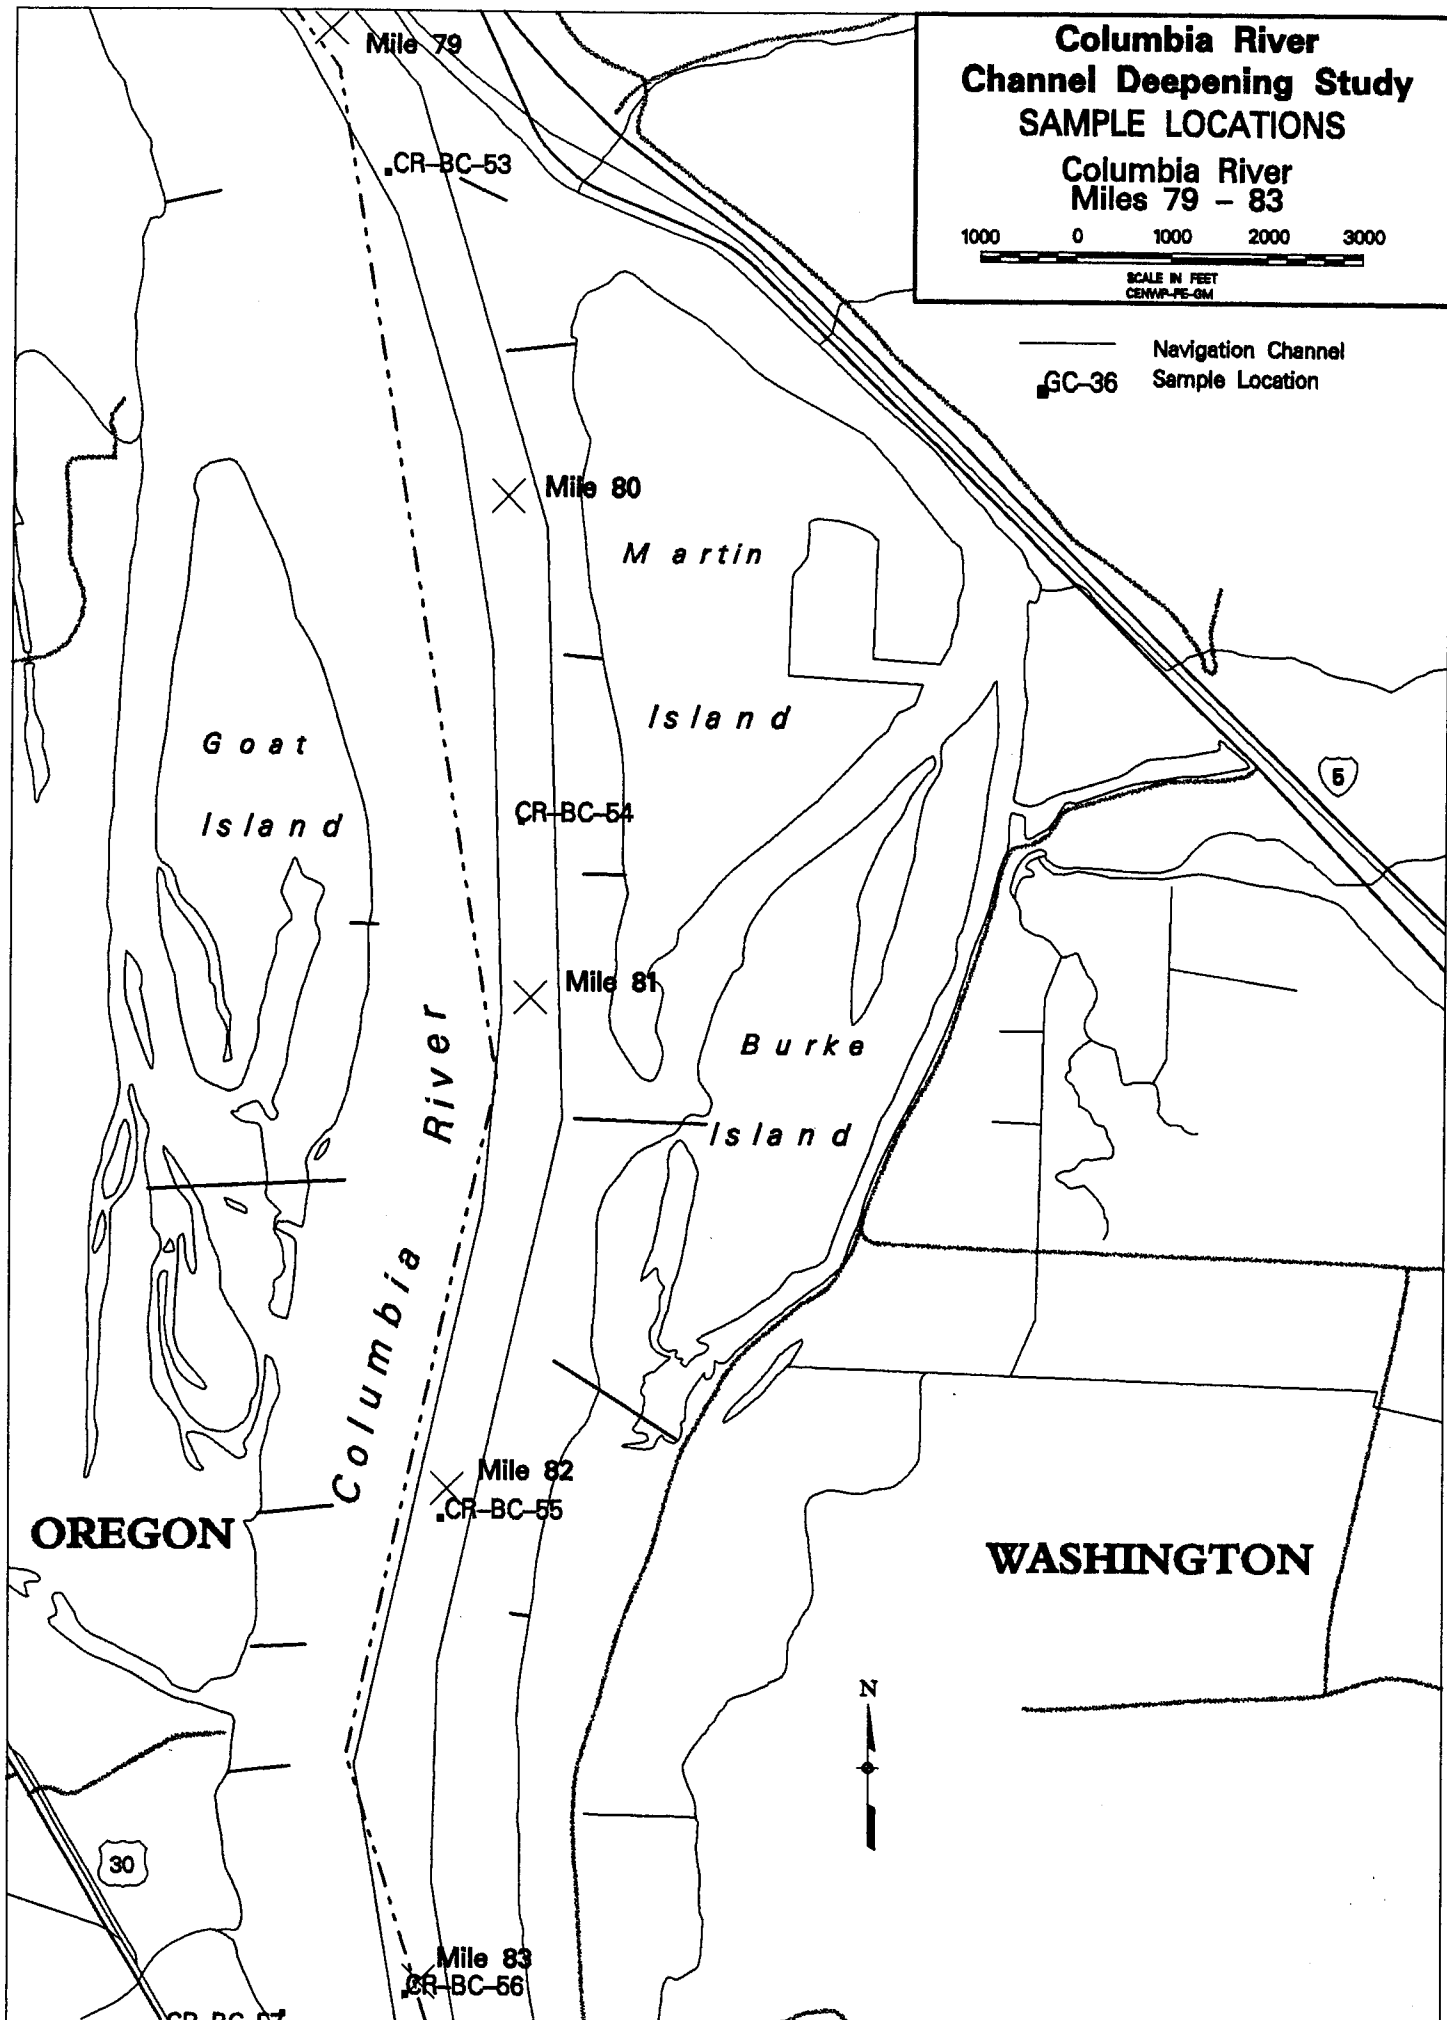 Columbia River
Channel Deepening Study
SAMPLE LOCATIONS
Columbia River
Miles 79 – 83
1000 0 1000 2000 3000
SCALE IN FEET
CENWP-PE-GM
Navigation Channel
GC-36 Sample Location
Mile 79
CR-BC-53
Mile 80
Martin
Island
Goat
Island
5
CR-BC-54
Mile 81
Burke
Island
Columbia River
Mile 82
CR-BC-55
OREGON
WASHINGTON
N
30
Mile 83
CR-BC-56